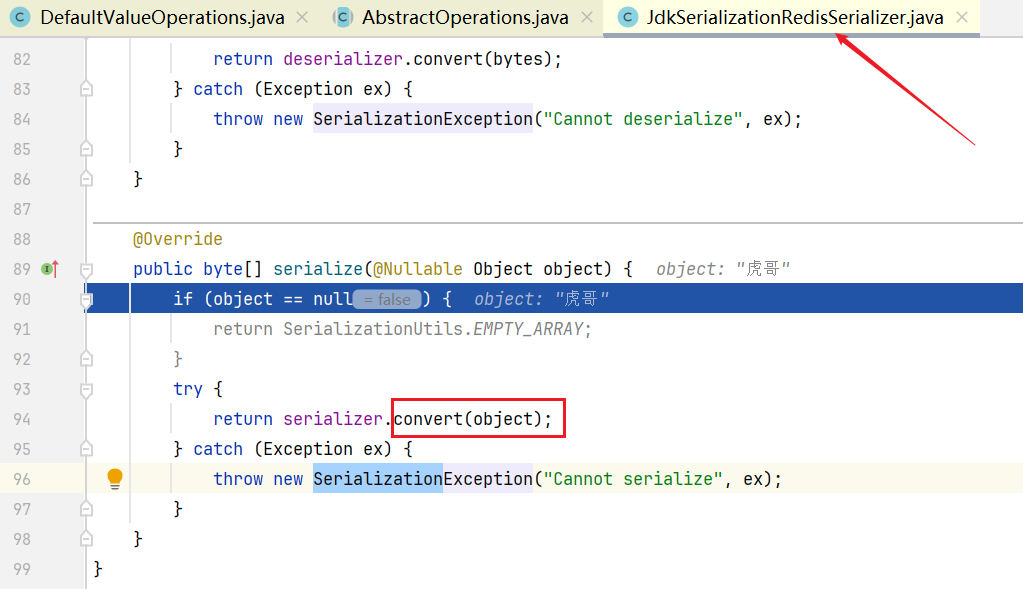 DefaultValueOperations.java AbstractOperations.java JdkSerializationRedisSerializer.java
82 return deserializer.convert(bytes);
83 } catch (Exception ex) {
84 throw new SerializationException("Cannot deserialize", ex);
85 }
86 }
87
88 @Override
89 public byte[] serialize(@Nullable Object object) { object: "虎哥"
90 if (object == null = false ) { object: "虎哥"
91 return SerializationUtils.EMPTY_ARRAY;
92 }
93 try {
94 return serializer.convert(object);
95 } catch (Exception ex) {
96 throw new SerializationException("Cannot serialize", ex);
97 }
98 }
99 }